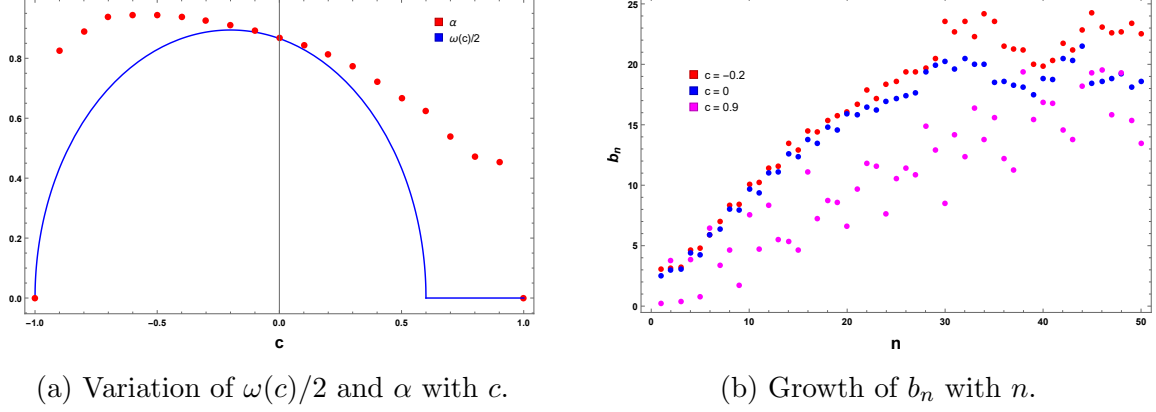 α
ω(c)/2
0.8
0.6
0.4
0.2
0.0
-1.0
-0.5
0.0
0.5
1.0
c
25
20
15
10
5
0
b_n
c = -0.2
c = 0
c = 0.9
0
10
20
30
40
50
n
(a) Variation of ω(c)/2 and α with c.
(b) Growth of b_n with n.